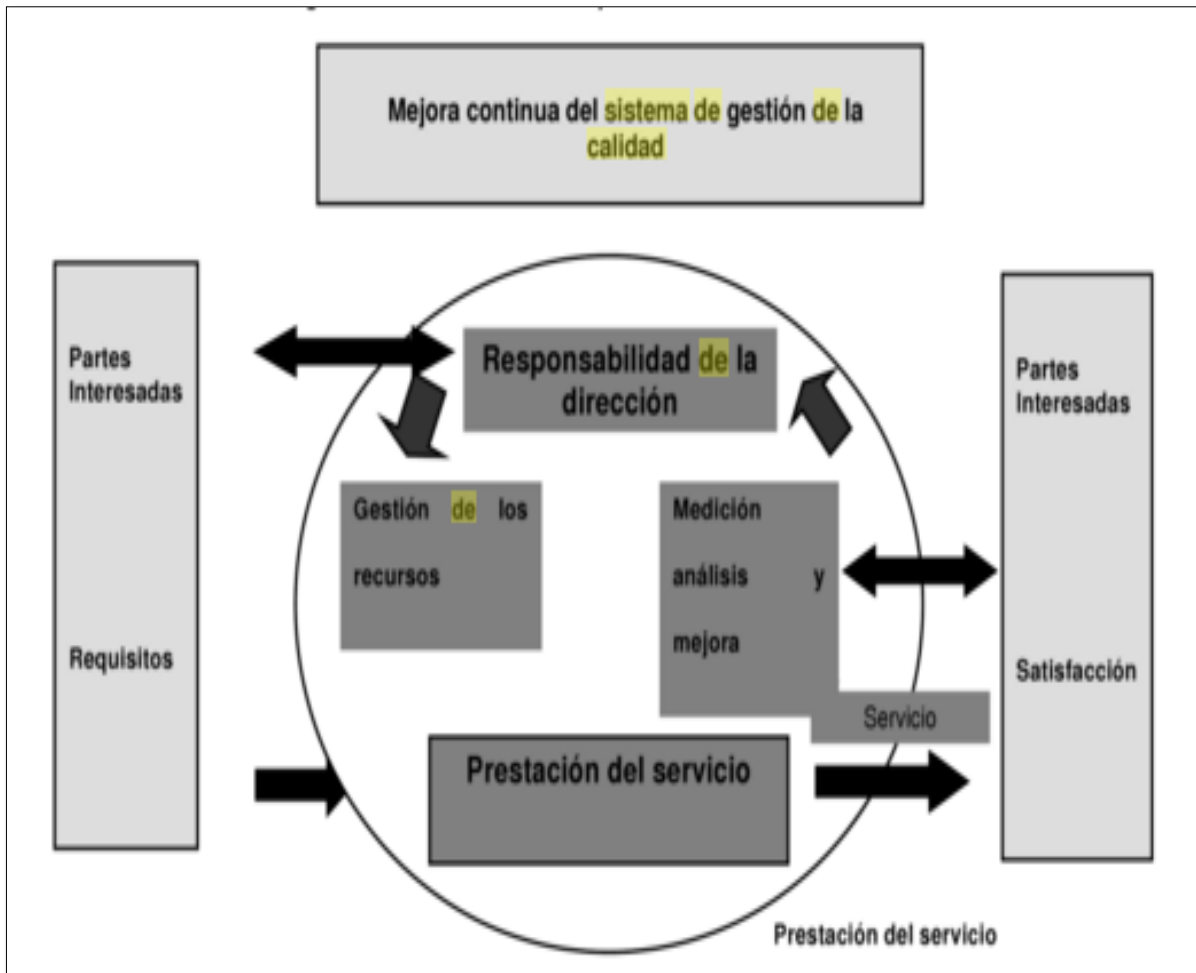 Mejora continua del sistema de gestión de la
calidad
Partes
Interesadas
Requisitos
Responsabilidad de la
dirección
Gestión de los
recursos
Medición
análisis y
mejora
Servicio
Prestación del servicio
Partes
Interesadas
Satisfacción
Prestación del servicio